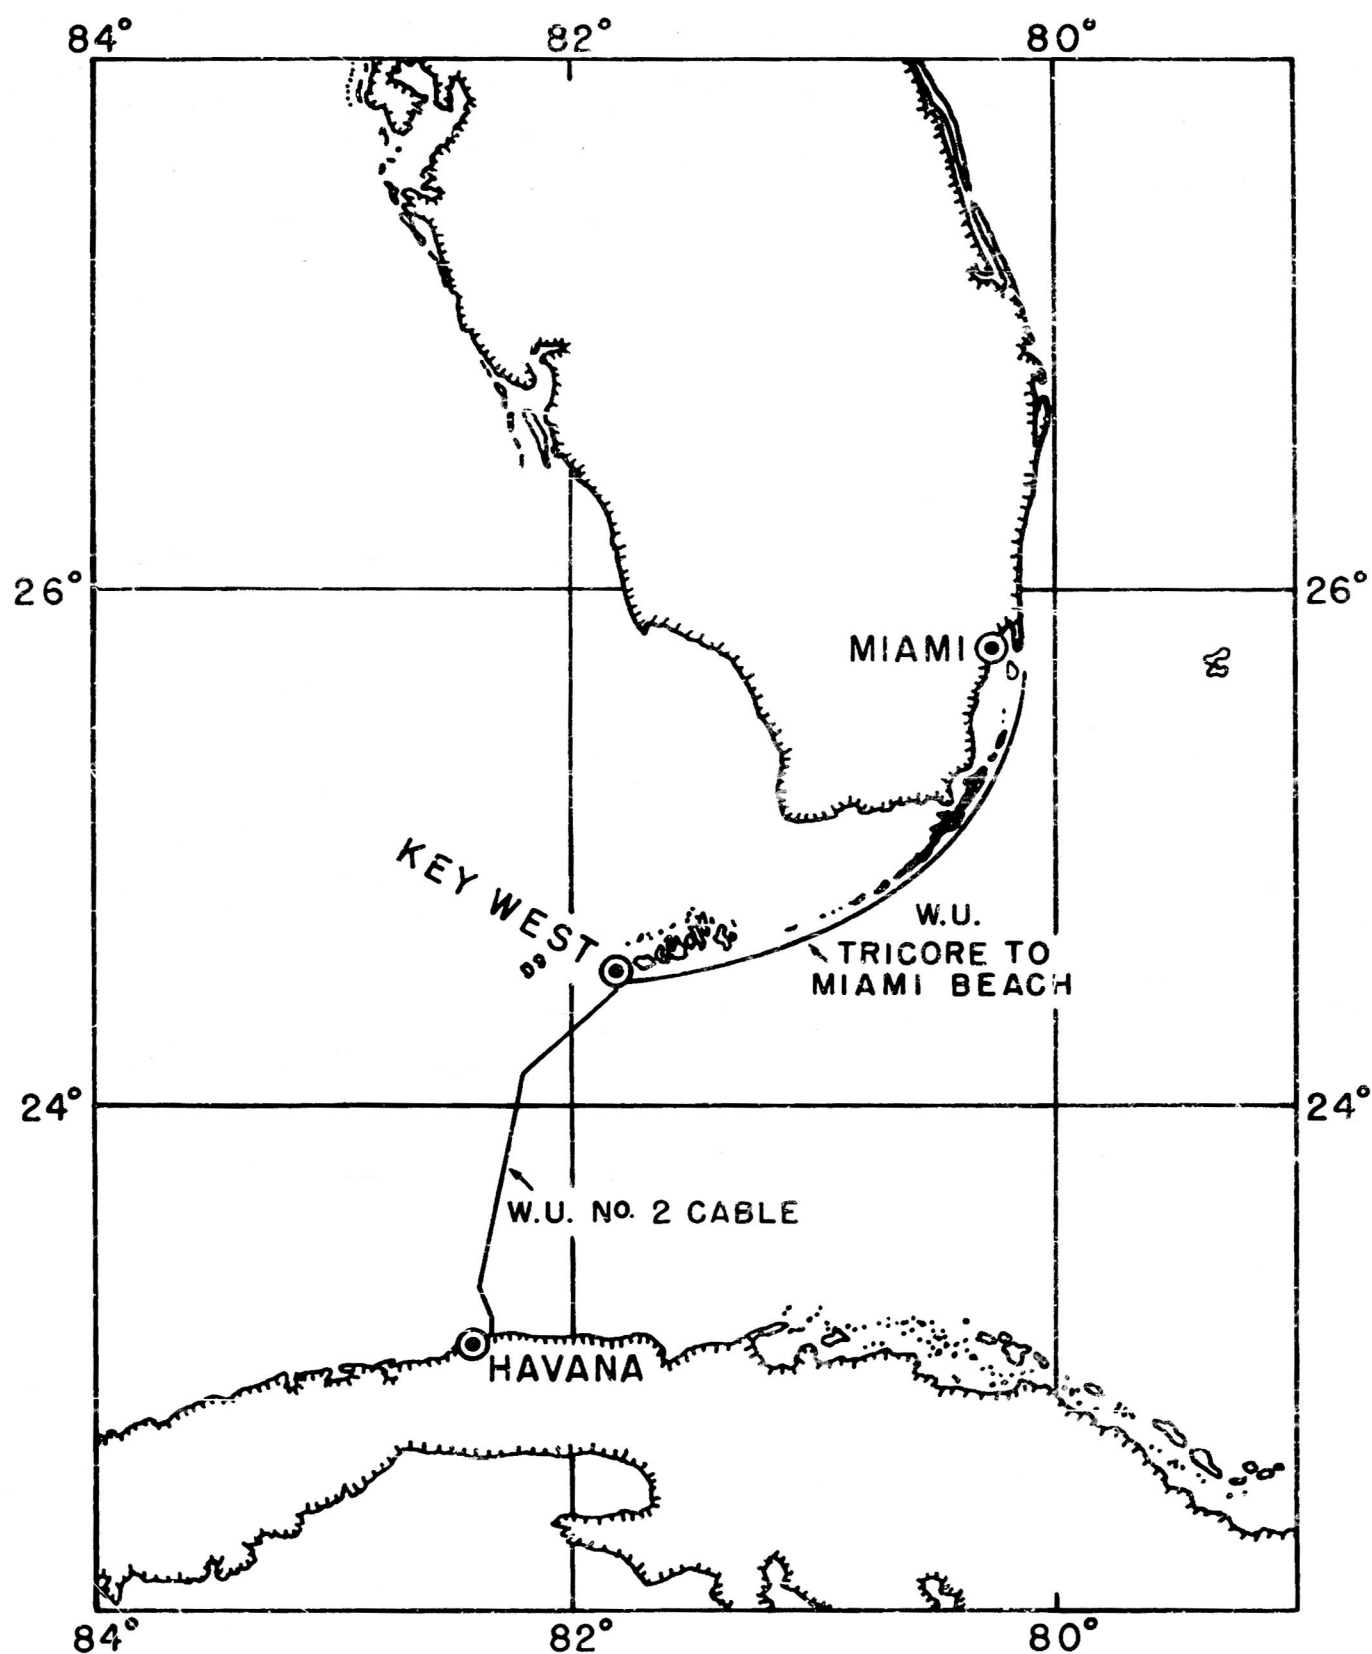 84° 82° 80°
26° 26°
MIAMI
KEY WEST
W.U.
TRICORE TO
MIAMI BEACH
24° 24°
W.U. NO. 2 CABLE
HAVANA
84° 82° 80°